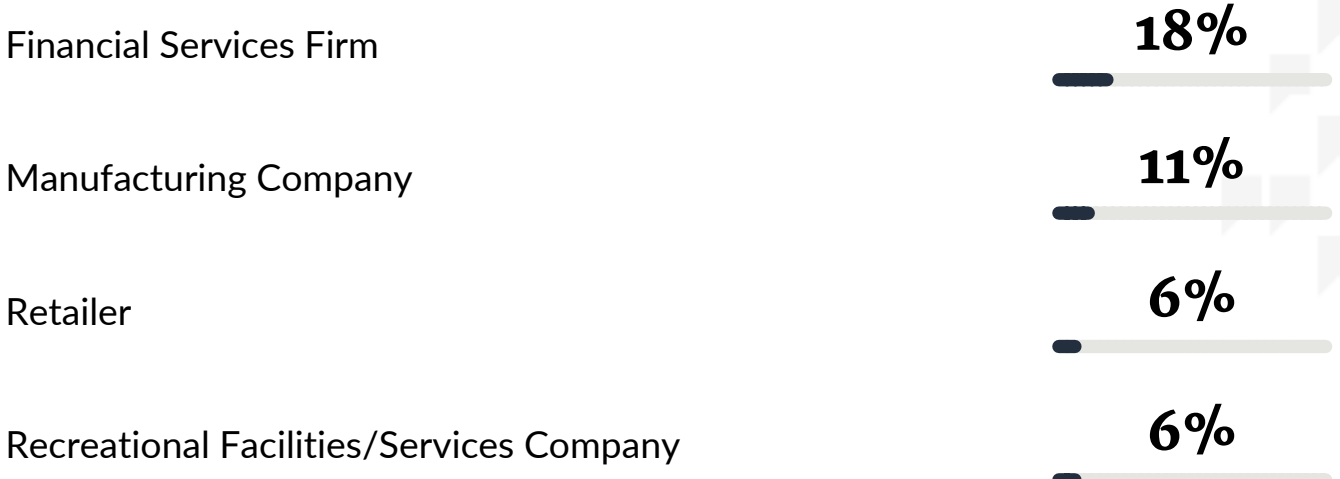 Financial Services Firm 18%
Manufacturing Company 11%
Retailer 6%
Recreational Facilities/Services Company 6%